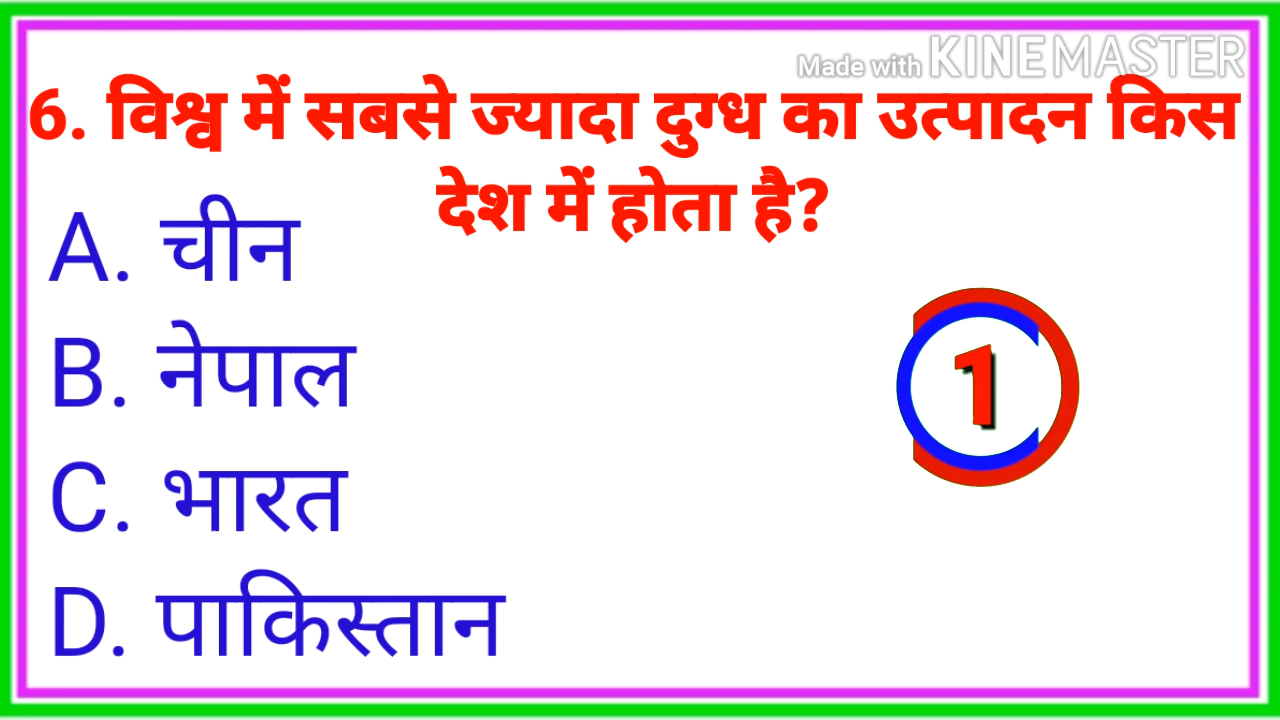 Made with KINEMASTER
6. विश्व में सबसे ज्यादा दुग्ध का उत्पादन किस
देश में होता है?
A. चीन
B. नेपाल
C. भारत
D. पाकिस्तान
1